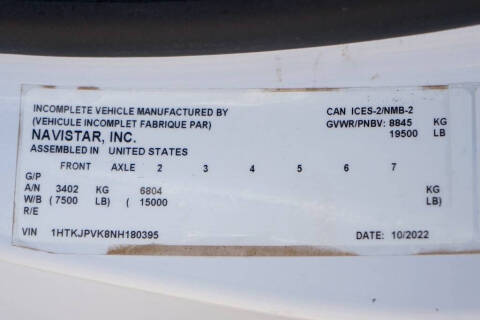 INCOMPLETE VEHICLE MANUFACTURED BY
(VEHICULE INCOMPLET FABRIQUE PAR)
NAVISTAR, INC.
ASSEMBLED IN UNITED STATES
CAN ICES-2/NMB-2
GVWR/PNBV: 8845 KG
19500 LB
FRONT AXLE 2 3 4 5 6 7
G/P
A/N 3402 KG 6804 KG
W/B (7500 LB) (15000 LB)
R/E
VIN 1HTKJPVK8NH180395 DATE: 10/2022